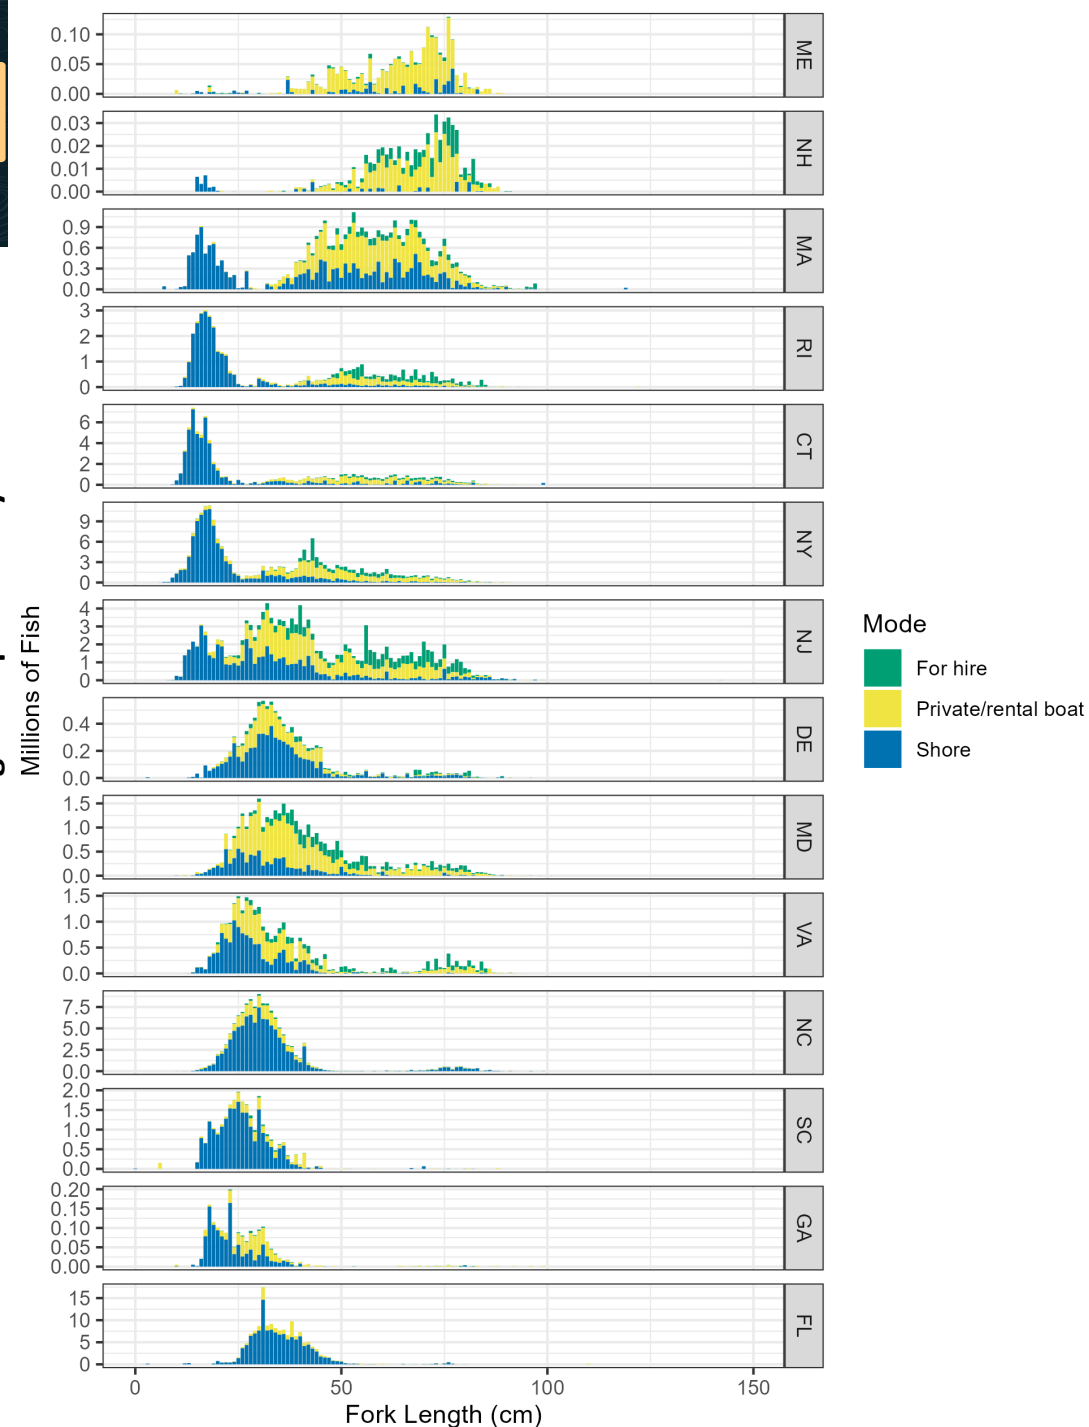 0.10
0.05
0.00
ME
0.03
0.02
0.01
0.00
NH
0.9
0.6
0.3
0.0
MA
3
2
1
0
RI
6
4
2
0
CT
9
6
3
0
NY
4
3
2
1
0
NJ
0.4
0.2
0.0
DE
1.5
1.0
0.5
0.0
MD
1.5
1.0
0.5
0.0
VA
7.5
5.0
2.5
0.0
NC
2.0
1.5
1.0
0.5
0.0
SC
0.20
0.15
0.10
0.05
0.00
GA
15
10
5
0
FL
0 50 100 150
Fork Length (cm)
Millions of Fish
Mode
For hire
Private/rental boat
Shore